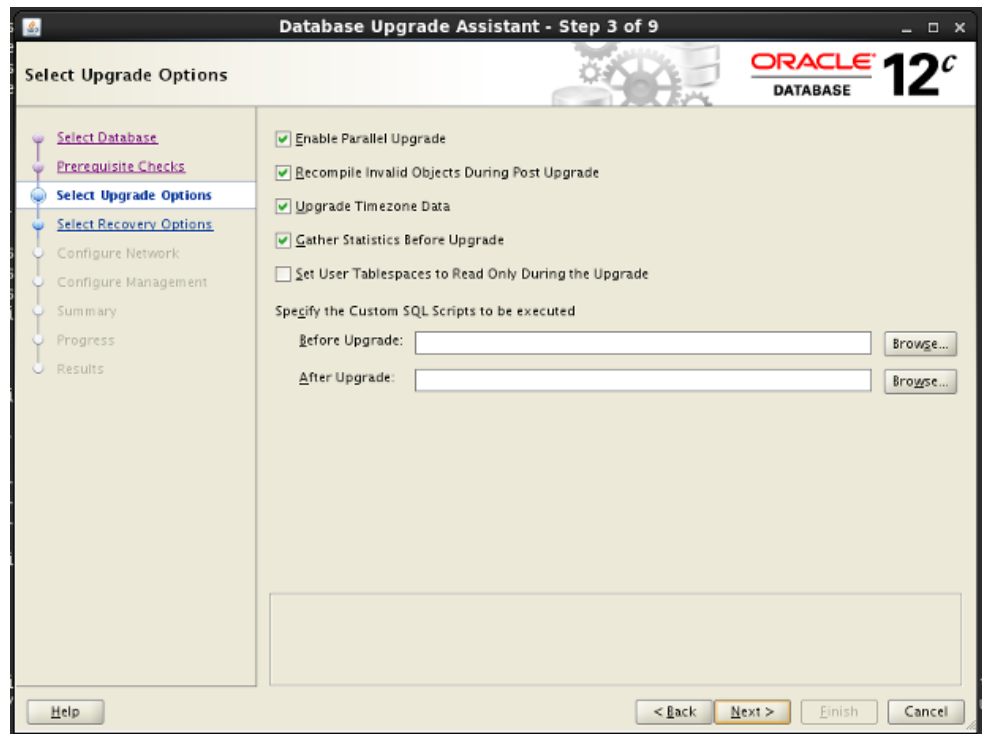 Database Upgrade Assistant - Step 3 of 9
Select Upgrade Options
ORACLE
DATABASE
12c
Select Database
Prerequisite Checks
Select Upgrade Options
Select Recovery Options
Configure Network
Configure Management
Summary
Progress
Results
Enable Parallel Upgrade
Recompile Invalid Objects During Post Upgrade
Upgrade Timezone Data
Gather Statistics Before Upgrade
Set User Tablespaces to Read Only During the Upgrade
Specify the Custom SQL Scripts to be executed
Before Upgrade: Browse...
After Upgrade: Browse...
Help < Back Next > Finish Cancel